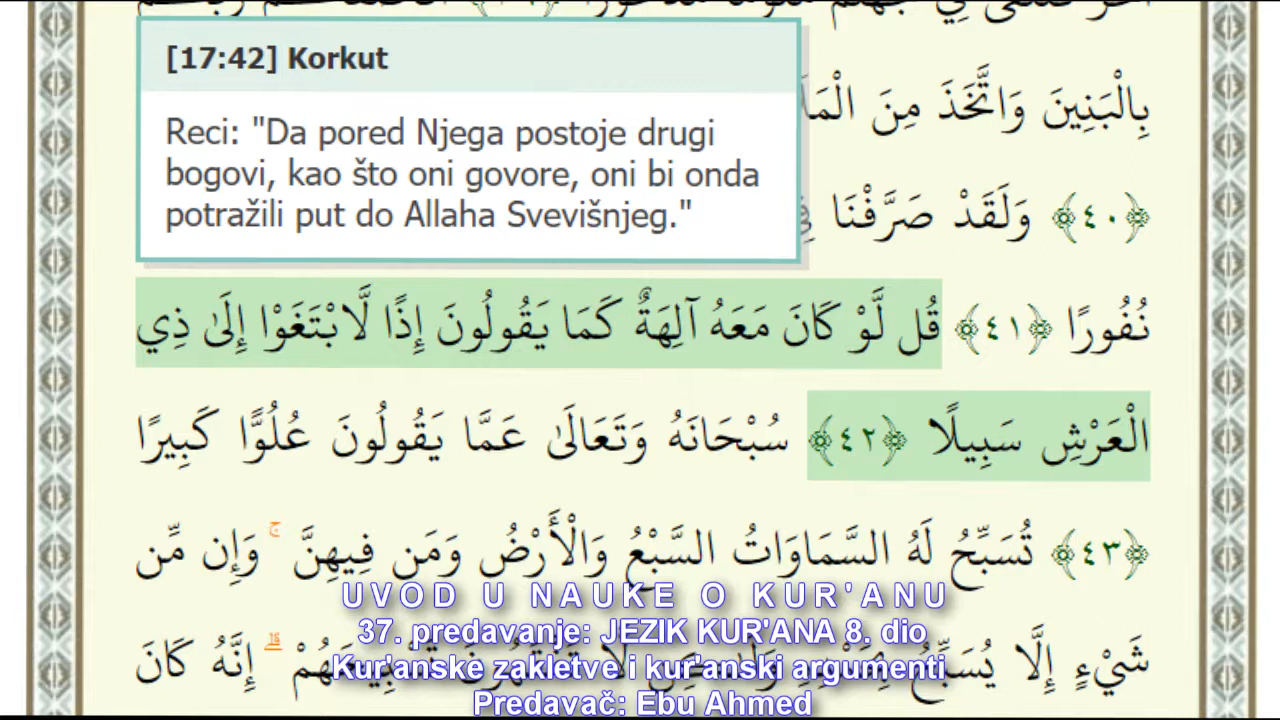 [17:42] Korkut
Reci: "Da pored Njega postoje drugi
bogovi, kao što oni govore, oni bi onda
potražili put do Allaha Svevišnjeg."
بِالْبَنِينَ وَاتَّخَذَ مِنَ
﴿٤٠﴾ وَلَقَدْ صَرَّفْنَا
نُفُورًا ﴿٤١﴾ قُل لَّوْ كَانَ مَعَهُ آلِهَةٌ كَمَا يَقُولُونَ إِذًا لَّابْتَغَوْا إِلَىٰ ذِي
الْعَرْشِ سَبِيلًا ﴿٤٢﴾ سُبْحَانَهُ وَتَعَالَىٰ عَمَّا يَقُولُونَ عُلُوًّا كَبِيرًا
﴿٤٣﴾ تُسَبِّحُ لَهُ السَّمَاوَاتُ السَّبْعُ وَالْأَرْضُ وَمَن فِيهِنَّ ۚ وَإِن مِّن
شَيْءٍ إِلَّا يُسَبِّحُ إِنَّهُ كَانَ
UVOD U NAUKE O KUR'ANU
37. predavanje: JEZIK KUR'ANA 8. dio
Kur'anske zakletve i kur'anski argumenti
Predavač: Ebu Ahmed